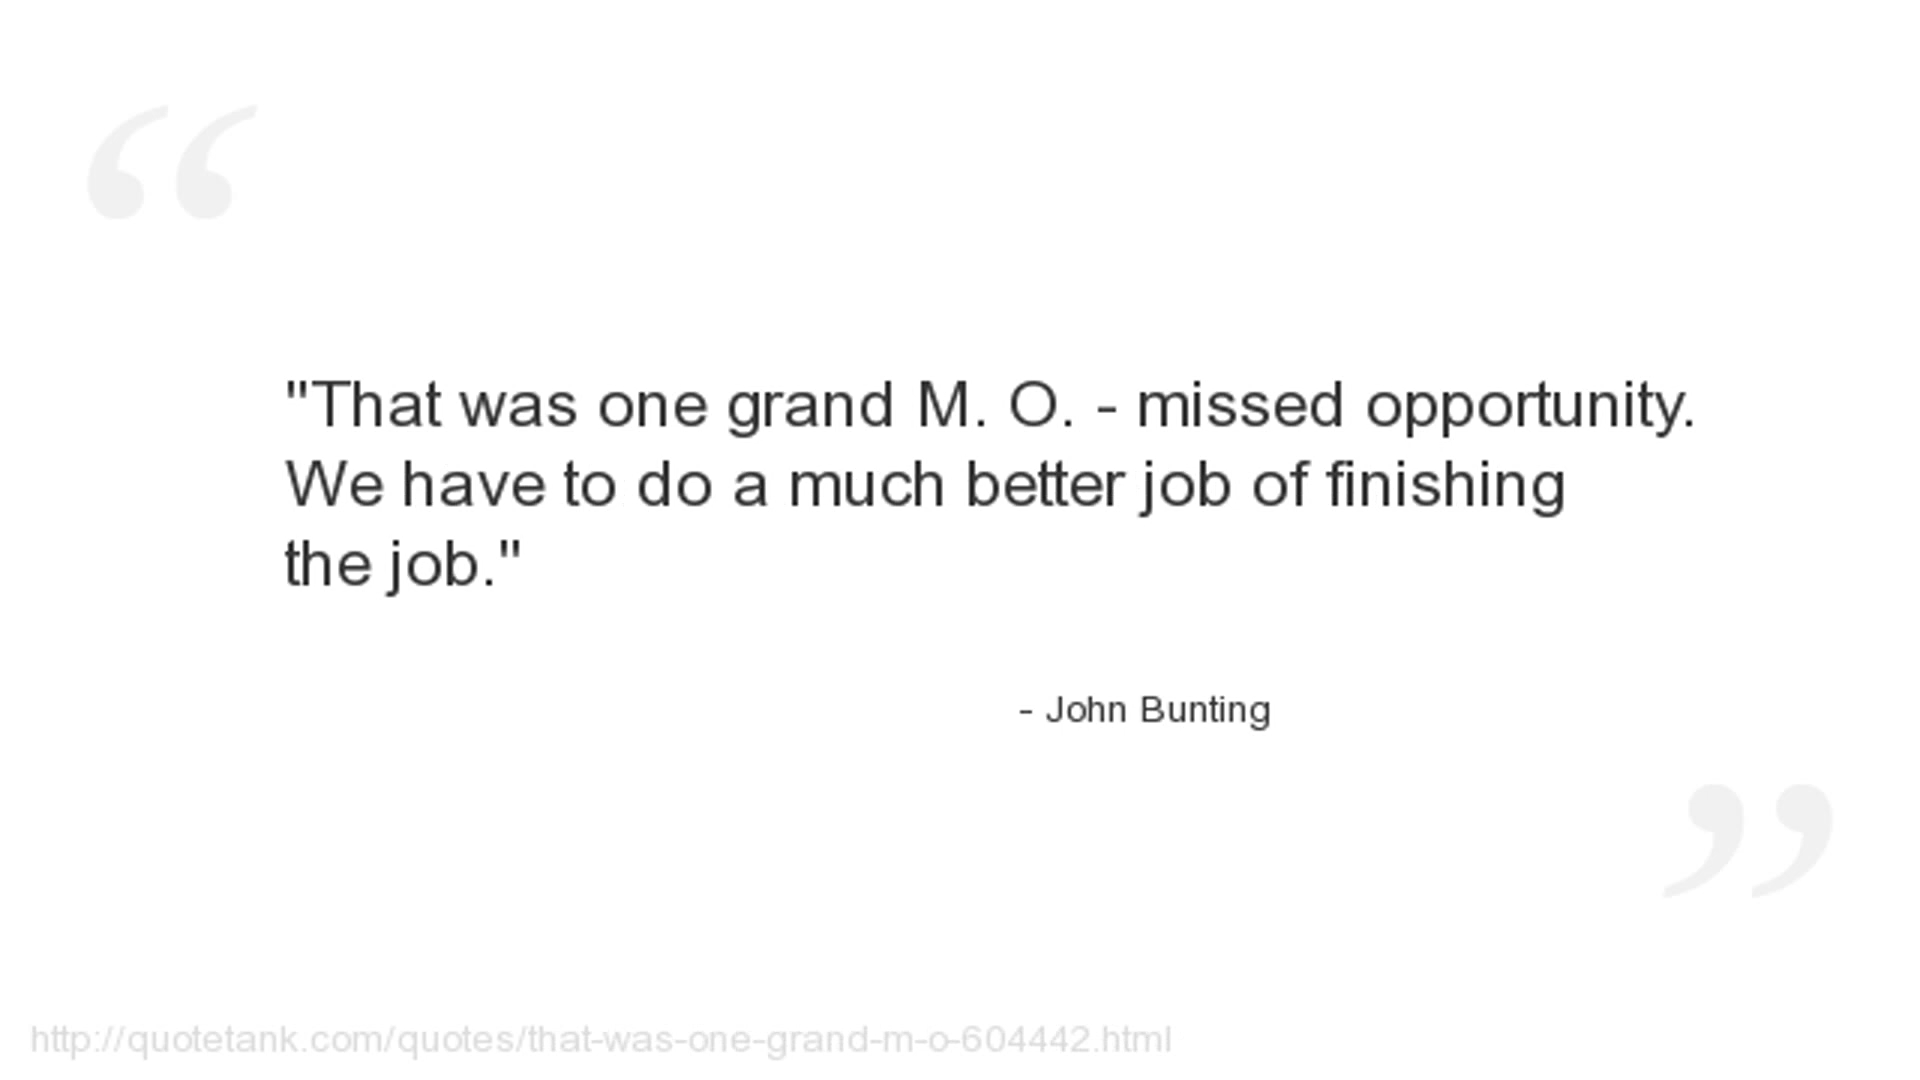 "That was one grand M. O. - missed opportunity.
We have to do a much better job of finishing
the job."
- John Bunting
http://quotetank.com/quotes/that-was-one-grand-m-o-604442.html